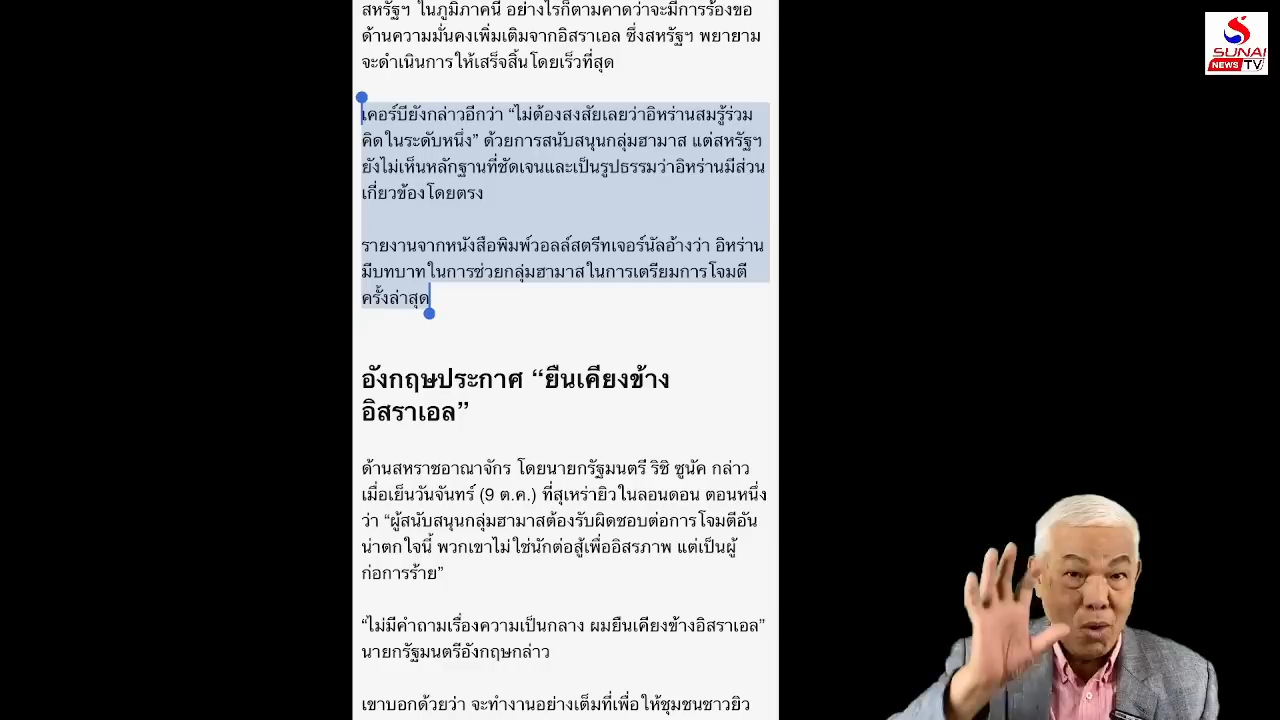 สหรัฐฯ ในภูมิภาคนี้ อย่างไรก็ตามคาดว่าจะมีการร้องขอ
ด้านความมั่นคงเพิ่มเติมจากอิสราเอล ซึ่งสหรัฐฯ พยายาม
จะดำเนินการให้เสร็จสิ้นโดยเร็วที่สุด
เคอร์บียังกล่าวอีกว่า “ไม่ต้องสงสัยเลยว่าอิหร่านสมรู้ร่วม
คิดในระดับหนึ่ง” ด้วยการสนับสนุนกลุ่มฮามาส แต่สหรัฐฯ
ยังไม่เห็นหลักฐานที่ชัดเจนและเป็นรูปธรรมว่าอิหร่านมีส่วน
เกี่ยวข้องโดยตรง
รายงานจากหนังสือพิมพ์วอลล์สตรีทเจอร์นัลอ้างว่า อิหร่าน
มีบทบาทในการช่วยกลุ่มฮามาสในการเตรียมการโจมตี
ครั้งล่าสุด
อังกฤษประกาศ “ยืนเคียงข้าง
อิสราเอล”
ด้านสหราชอาณาจักร โดยนายกรัฐมนตรี ริชิ ซูนัค กล่าว
เมื่อเย็นวันจันทร์ (9 ต.ค.) ที่สุเหร่ายิวในลอนดอน ตอนหนึ่ง
ว่า “ผู้สนับสนุนกลุ่มฮามาสต้องรับผิดชอบต่อการโจมตีอัน
น่าตกใจนี้ พวกเขาไม่ใช่นักต่อสู้เพื่ออิสรภาพ แต่เป็นผู้
ก่อการร้าย”
“ไม่มีคำถามเรื่องความเป็นกลาง ผมยืนเคียงข้างอิสราเอล”
นายกรัฐมนตรีอังกฤษกล่าว
เขาบอกด้วยว่า จะทำงานอย่างเต็มที่เพื่อให้ชุมชนชาวยิว
SUNAI
NEWS TV